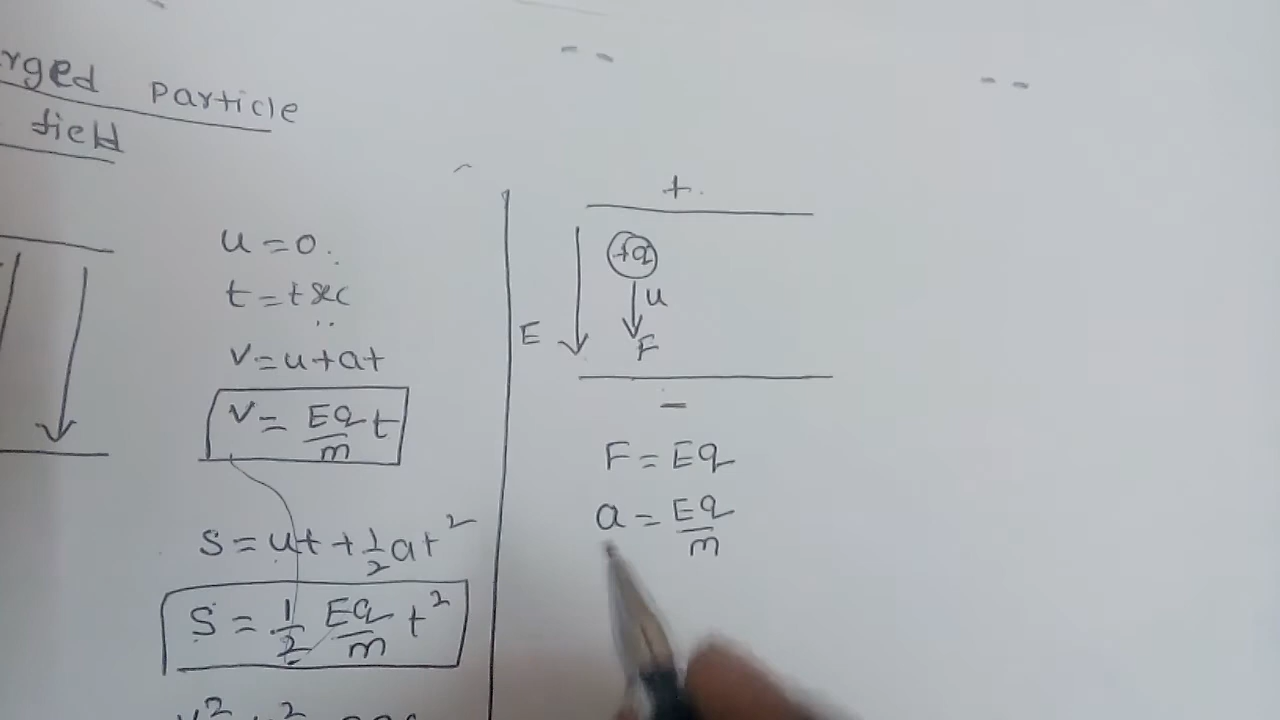 rged Particle
field
u = 0.
t = t sec
v = u + at
v = Eq/m t
s = ut + 1/2 at²
S = 1/2 Eq/m t²
+
+q
u
E
F
−
F = Eq
a = Eq/m